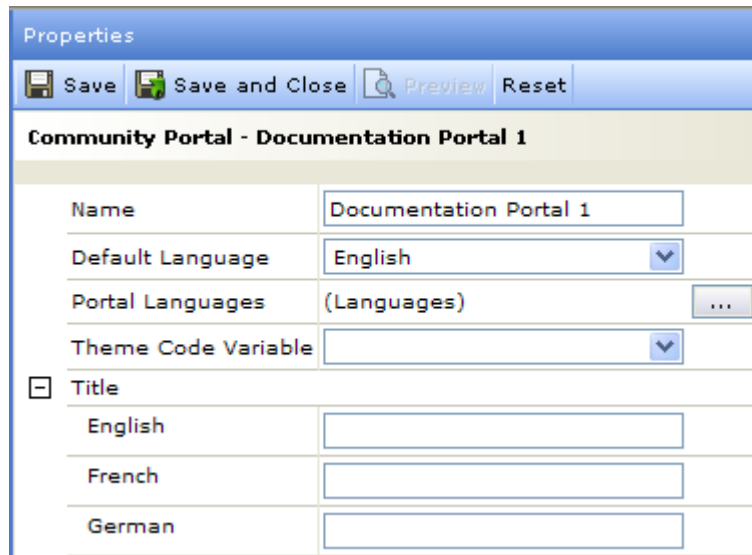 Properties
Save Save and Close Preview Reset
Community Portal - Documentation Portal 1
Name Documentation Portal 1
Default Language English
Portal Languages (Languages) ...
Theme Code Variable
Title
English
French
German